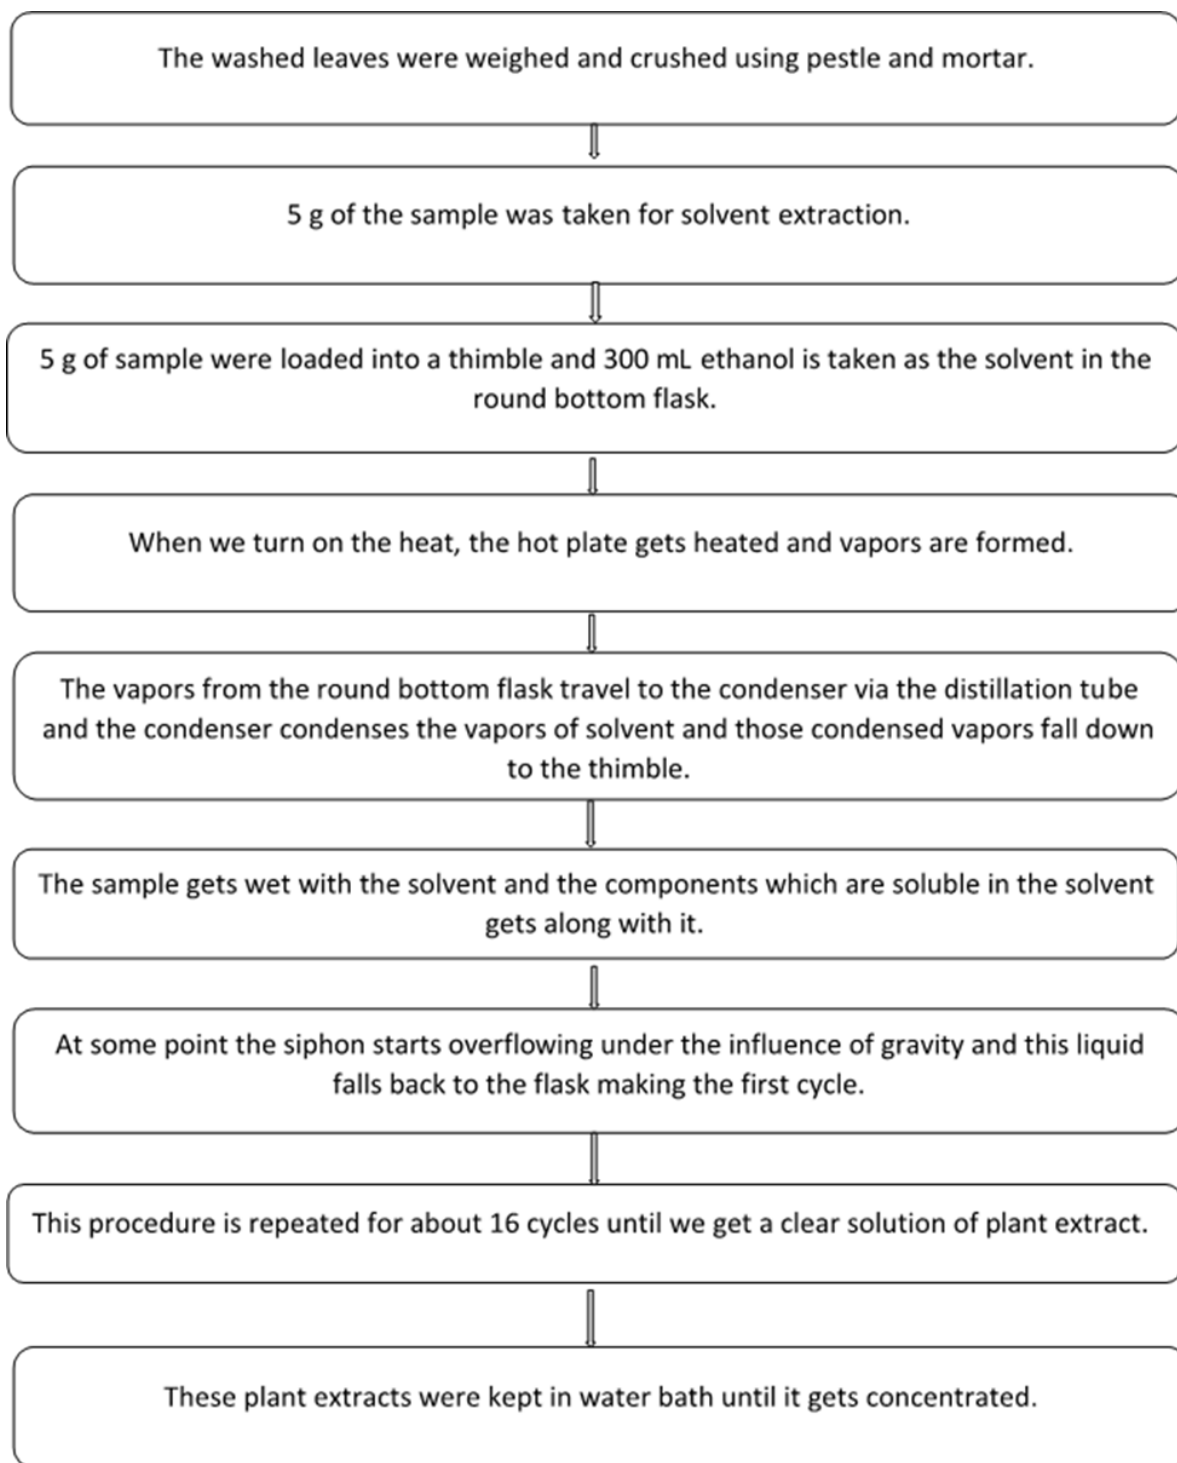 The washed leaves were weighed and crushed using pestle and mortar.
5 g of the sample was taken for solvent extraction.
5 g of sample were loaded into a thimble and 300 mL ethanol is taken as the solvent in the
round bottom flask.
When we turn on the heat, the hot plate gets heated and vapors are formed.
The vapors from the round bottom flask travel to the condenser via the distillation tube
and the condenser condenses the vapors of solvent and those condensed vapors fall down
to the thimble.
The sample gets wet with the solvent and the components which are soluble in the solvent
gets along with it.
At some point the siphon starts overflowing under the influence of gravity and this liquid
falls back to the flask making the first cycle.
This procedure is repeated for about 16 cycles until we get a clear solution of plant extract.
These plant extracts were kept in water bath until it gets concentrated.